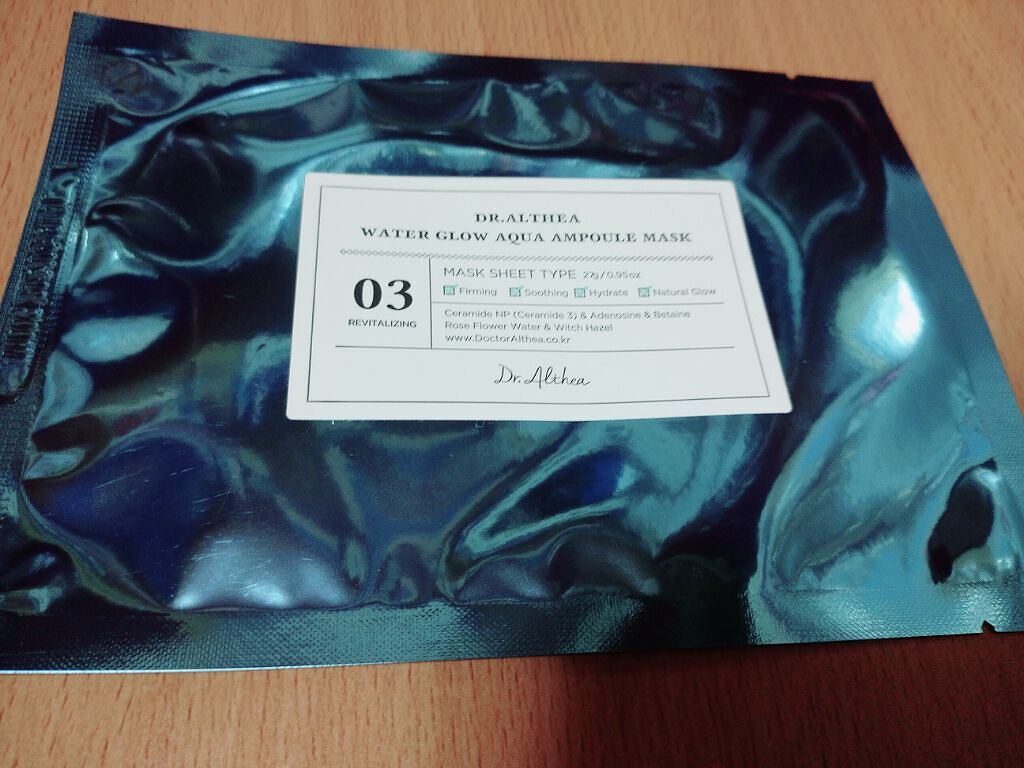 DR.ALTHEA
WATER GLOW AQUA AMPOULE MASK
03
REVITALIZING
MASK SHEET TYPE 27g / 0.95oz
Firming Soothing Hydrate Natural Glow
Ceramide NP (Ceramide 3) & Adenosine & Betaine
Rose Flower Water & Witch Hazel
www.DoctorAlthea.co.kr
Dr. Althea